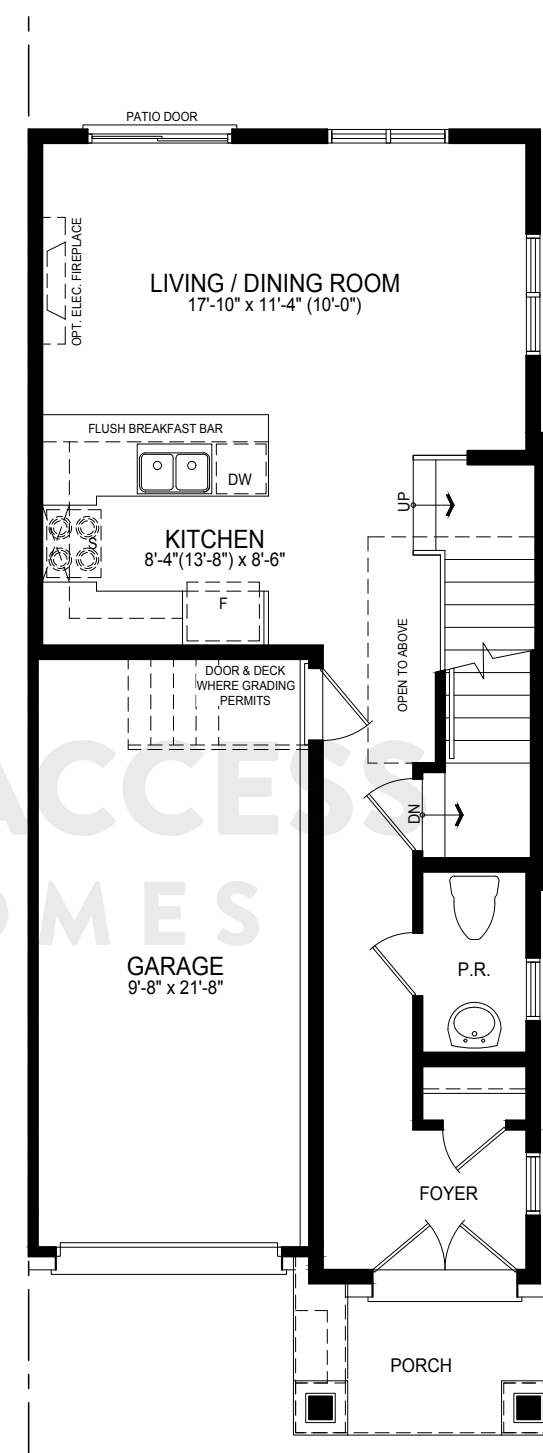 PATIO DOOR
OPT. ELEC. FIREPLACE
LIVING / DINING ROOM
17'-10" x 11'-4" (10'-0")
FLUSH BREAKFAST BAR
DW
UP
S
KITCHEN
8'-4"(13'-8") x 8'-6"
F
OPEN TO ABOVE
DOOR & DECK
WHERE GRADING
PERMITS
ACCESS
OMES
DN
GARAGE
9'-8" x 21'-8"
P.R.
FOYER
PORCH